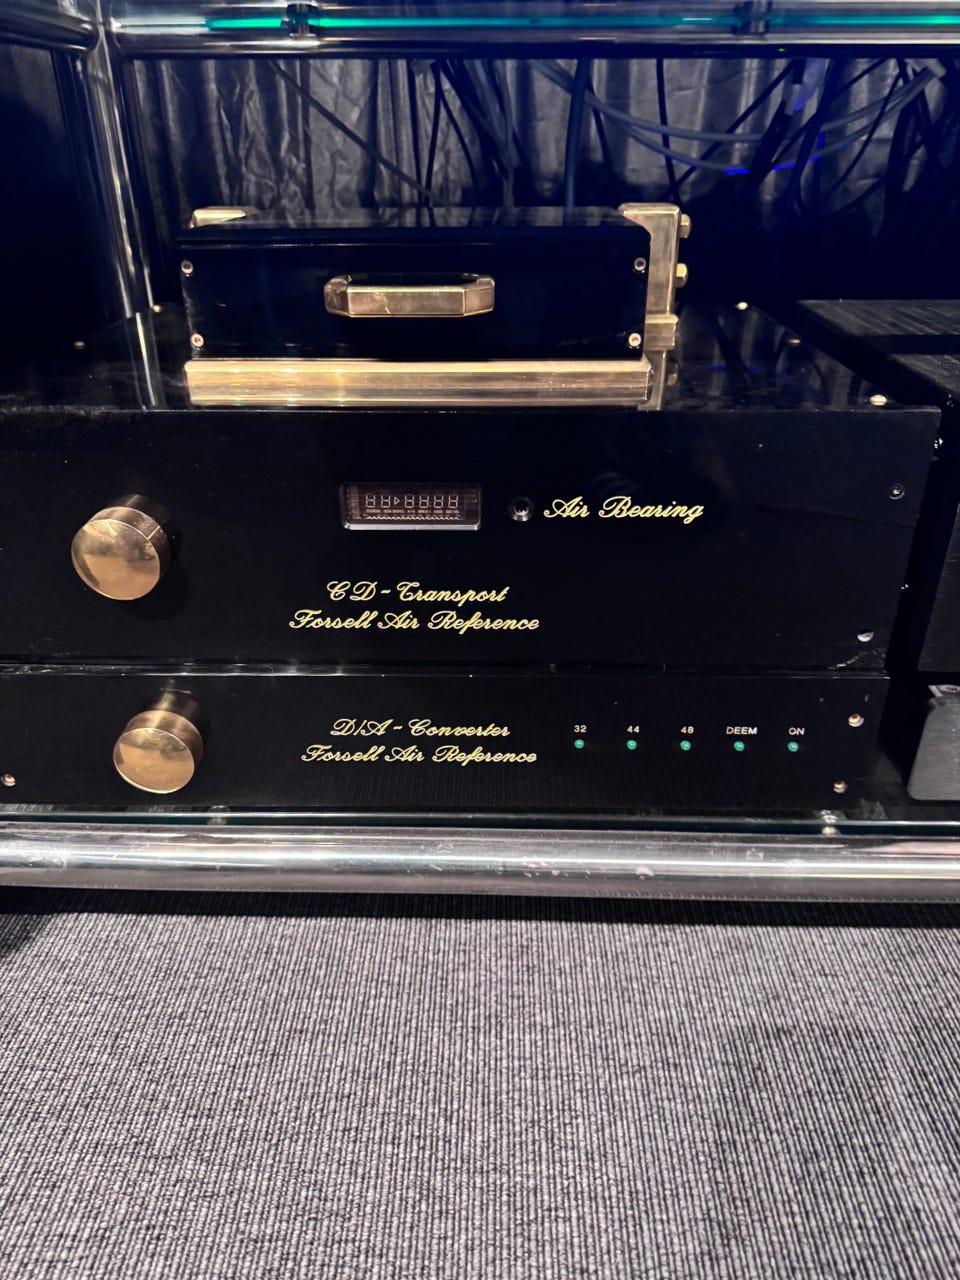 Air Bearing
CD-Transport
Forsell Air Reference
D/A-Converter
Forsell Air Reference
32 44 48 DEEM ON